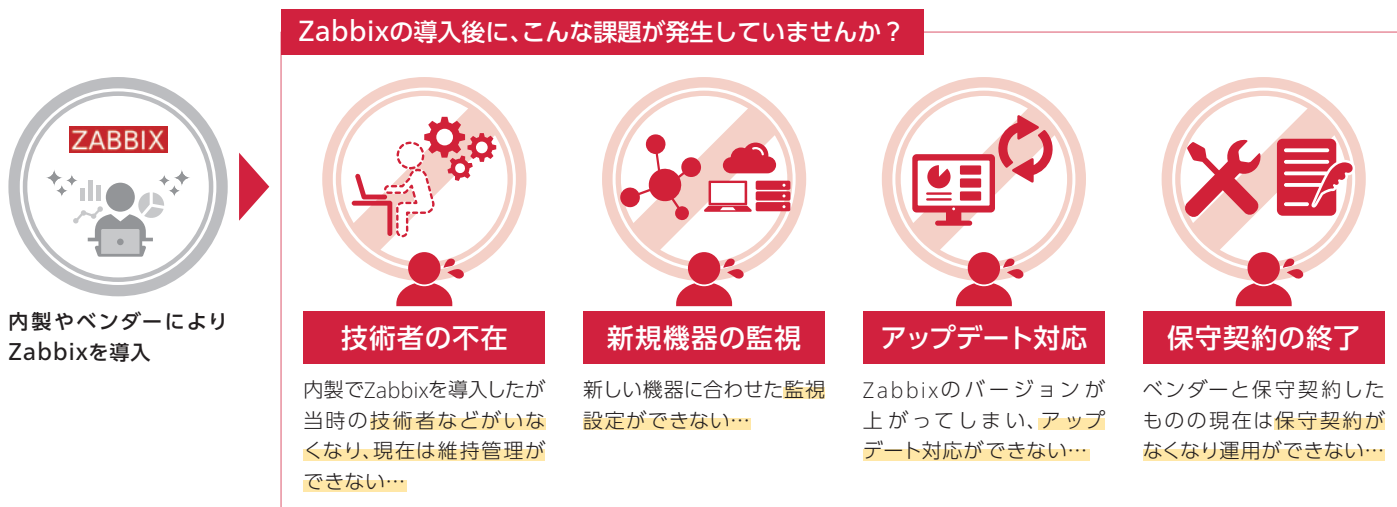 Zabbixの導入後に、こんな課題が発生していませんか？
ZABBIX
内製やベンダーにより
Zabbixを導入
技術者の不在
内製でZabbixを導入したが
当時の技術者などがいな
くなり、現在は維持管理が
できない…
新規機器の監視
新しい機器に合わせた監視
設定ができない…
アップデート対応
Zabbixのバージョンが
上がってしまい、アップ
デート対応ができない…
保守契約の終了
ベンダーと保守契約した
ものの現在は保守契約が
なくなり運用ができない…